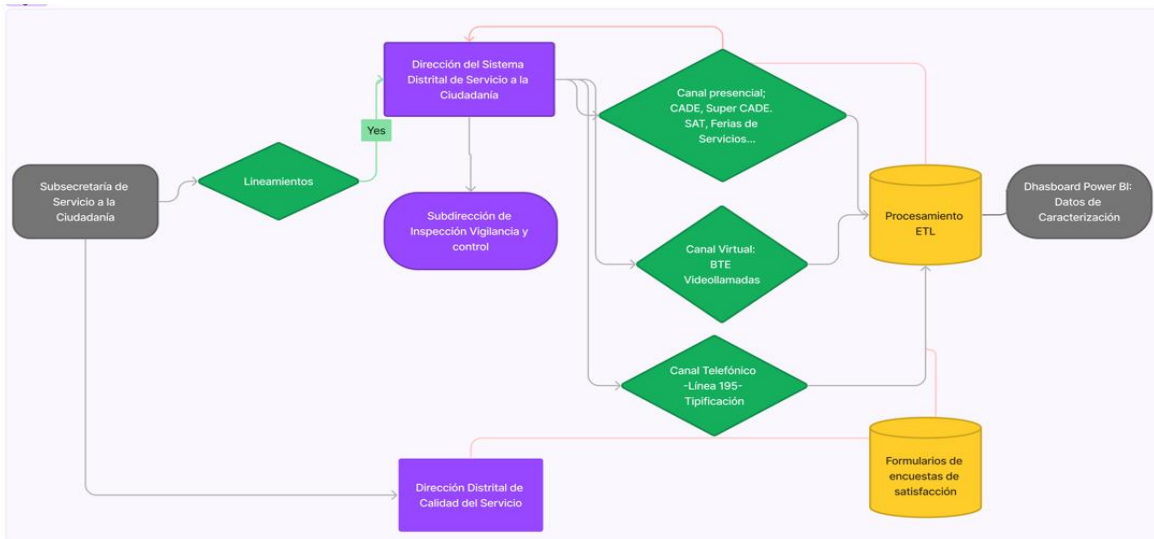 Subsecretaría de
Servicio a la
Ciudadanía
Lineamientos
Yes
Dirección del Sistema
Distrital de Servicio a la
Ciudadanía
Subdirección de
Inspección Vigilancia y
control
Canal presencial;
CADE, Super CADE.
SAT, Ferias de
Servicios...
Canal Virtual:
BTE
Videollamadas
Canal Telefónico
-Línea 195-
Tipificación
Procesamiento
ETL
Dhasboard Power BI:
Datos de
Caracterización
Dirección Distrital de
Calidad del Servicio
Formularios de
encuestas de
satisfacción